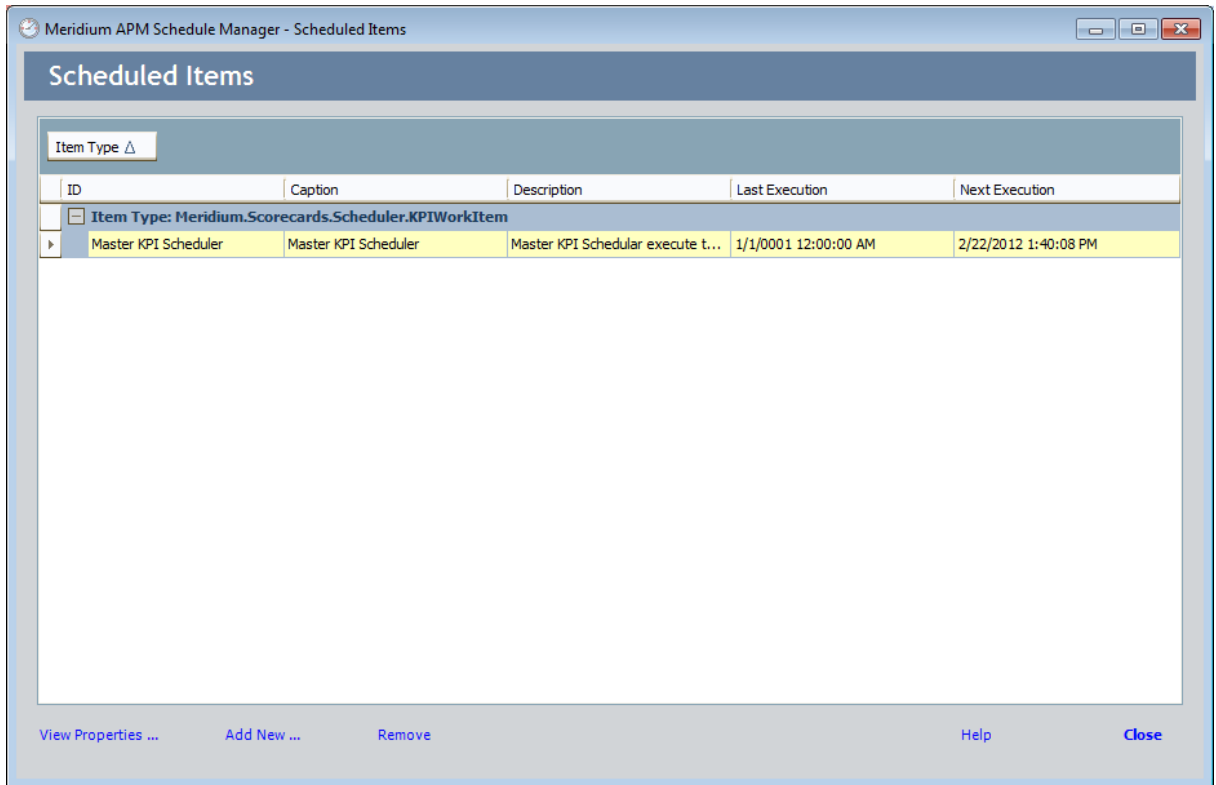 Meridium APM Schedule Manager - Scheduled Items
Scheduled Items
Item Type
ID Caption Description Last Execution Next Execution
Item Type: Meridium.Scorecards.Scheduler.KPIWorkItem
Master KPI Scheduler Master KPI Scheduler Master KPI Schedular execute t... 1/1/0001 12:00:00 AM 2/22/2012 1:40:08 PM
View Properties ... Add New ... Remove Help Close